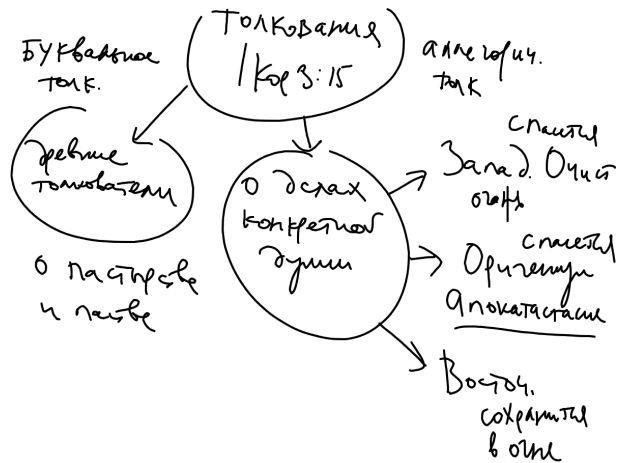 Толкования
I Кор 3:15
Буквальное
толк.
аллегорич.
толк
древние
толкователи
о пастырстве
и пастве
о делах
конкретной
души
спасется
Запад. Очист
огонь
спасется
Оригенизм
Апокатастасис
Восточ.
сохранится
в огне